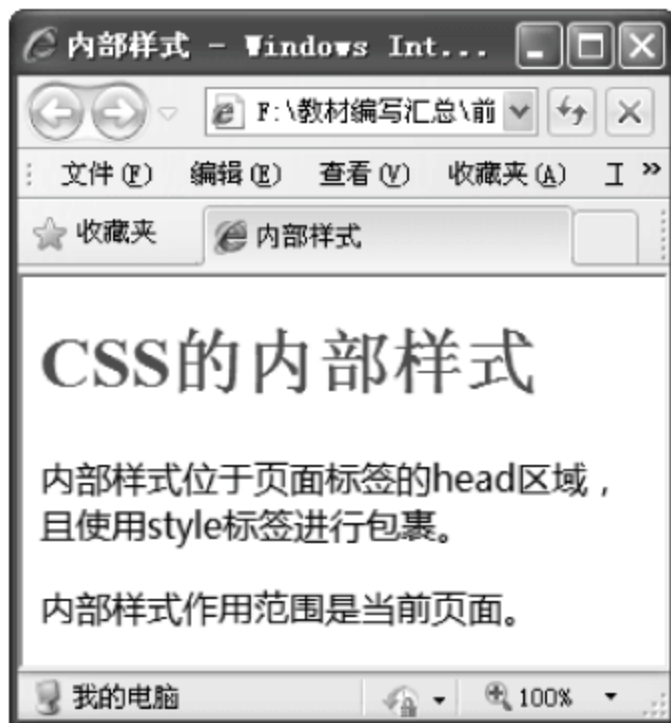 内部样式 - Windows Int...
F:\教材编写汇总\前
文件(F) 编辑(E) 查看(V) 收藏夹(A) 工 »
收藏夹 内部样式
CSS的内部样式
内部样式位于页面标签的head区域，
且使用style标签进行包裹。
内部样式作用范围是当前页面。
我的电脑 100%